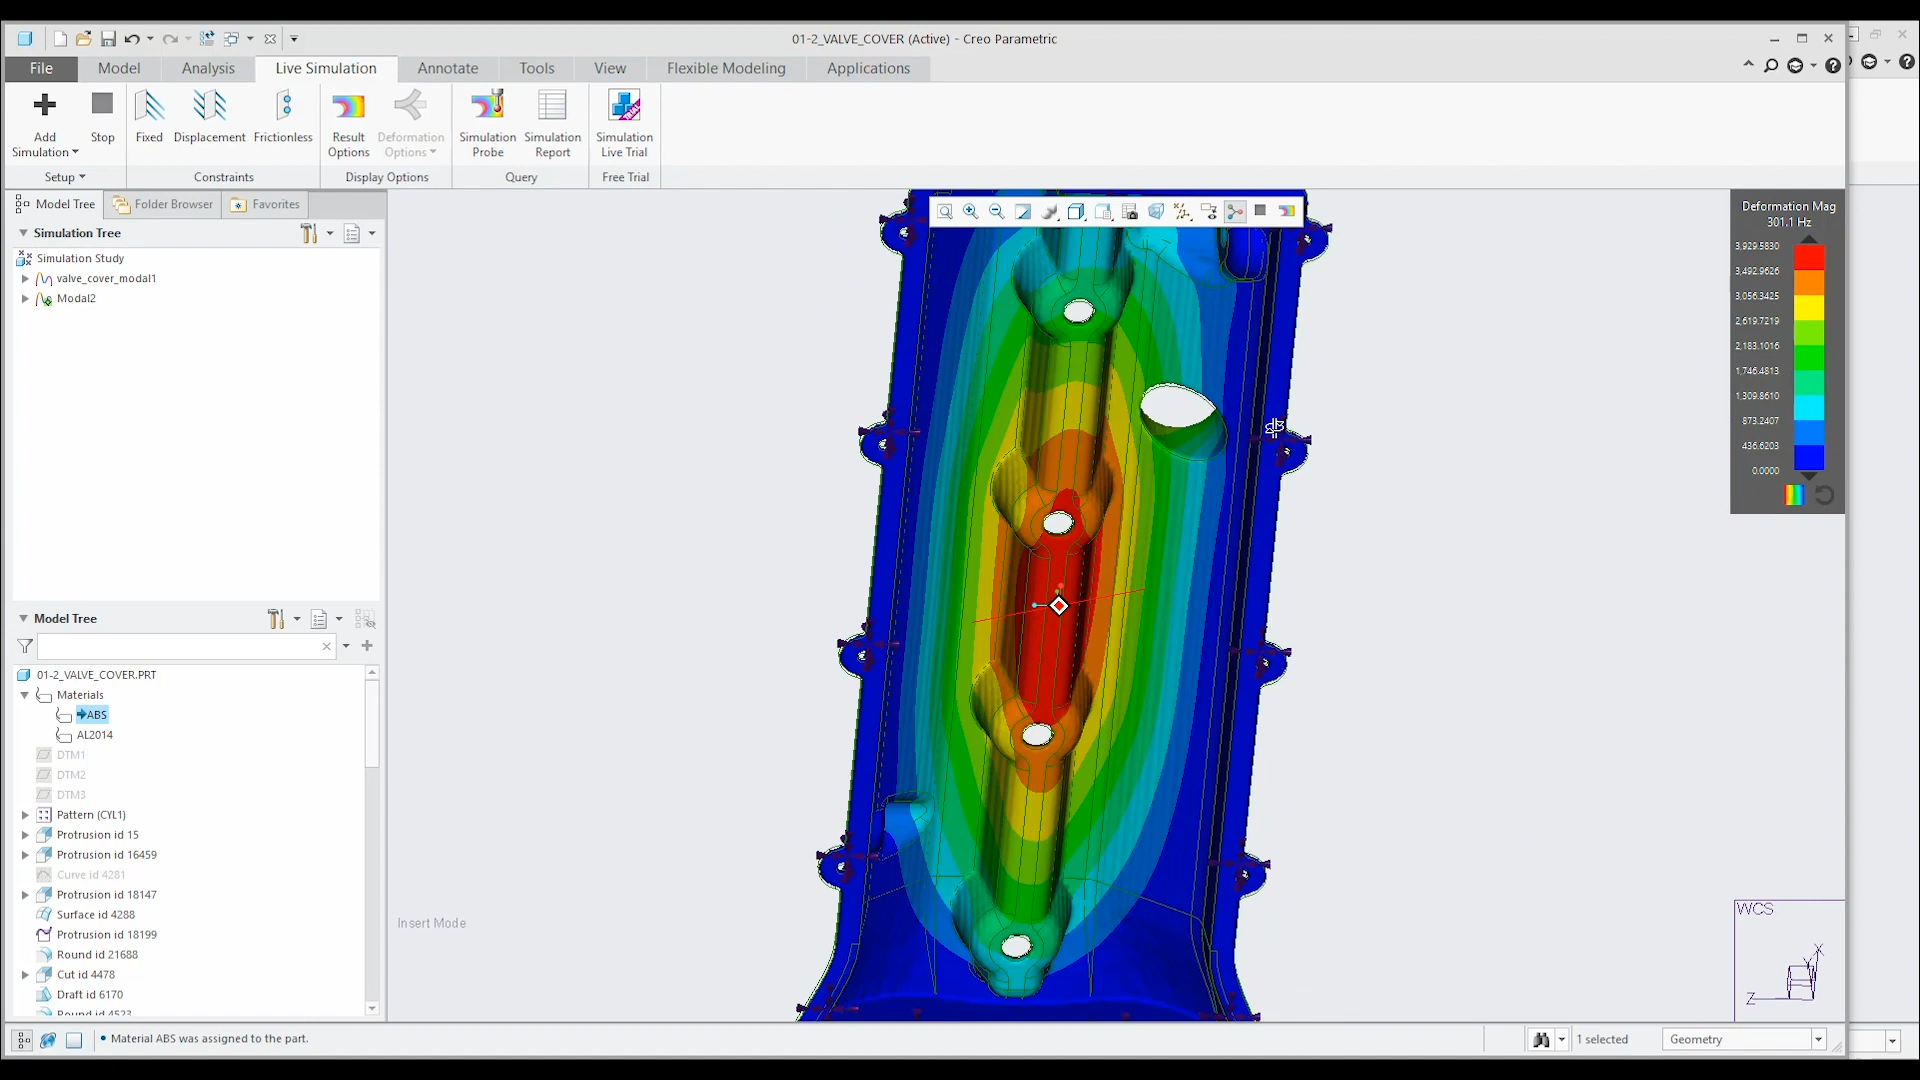 01-2_VALVE_COVER (Active) - Creo Parametric
File Model Analysis Live Simulation Annotate Tools View Flexible Modeling Applications
Add Simulation
Stop
Fixed
Displacement
Frictionless
Result Options
Deformation Options
Simulation Probe
Simulation Report
Simulation Live Trial
Setup Constraints Display Options Query Free Trial
Model Tree Folder Browser Favorites
Simulation Tree
Simulation Study
valve_cover_modal1
Modal2
Model Tree
01-2_VALVE_COVER.PRT
Materials
ABS
AL2014
DTM1
DTM2
DTM3
Pattern (CYL1)
Protrusion id 15
Protrusion id 16459
Curve id 4281
Protrusion id 18147
Surface id 4288
Protrusion id 18199
Round id 21688
Cut id 4478
Draft id 6170
Round id 4523
Insert Mode
Deformation Mag
301.1 Hz
3,929.5830
3,492.9626
3,056.3425
2,619.7219
2,183.1016
1,746.4813
1,309.8610
873.2407
436.6203
0.0000
WCS
X
Y
Z
Material ABS was assigned to the part.
1 selected
Geometry